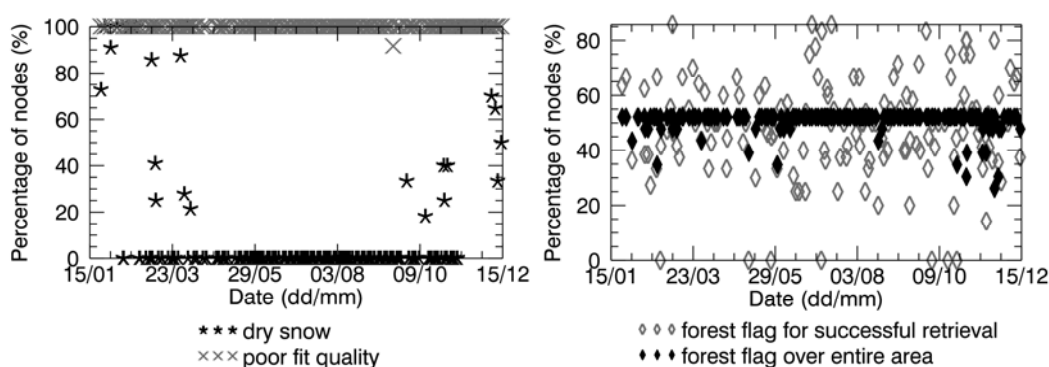 Percentage of nodes (%)
100
80
60
40
20
0
15/01 22/03 29/05 03/08 09/10 15/12
Date (dd/mm)
dry snow
poor fit quality
Percentage of nodes (%)
80
60
40
20
0
15/01 22/03 29/05 03/08 09/10 15/12
Date (dd/mm)
forest flag for successful retrieval
forest flag over entire area